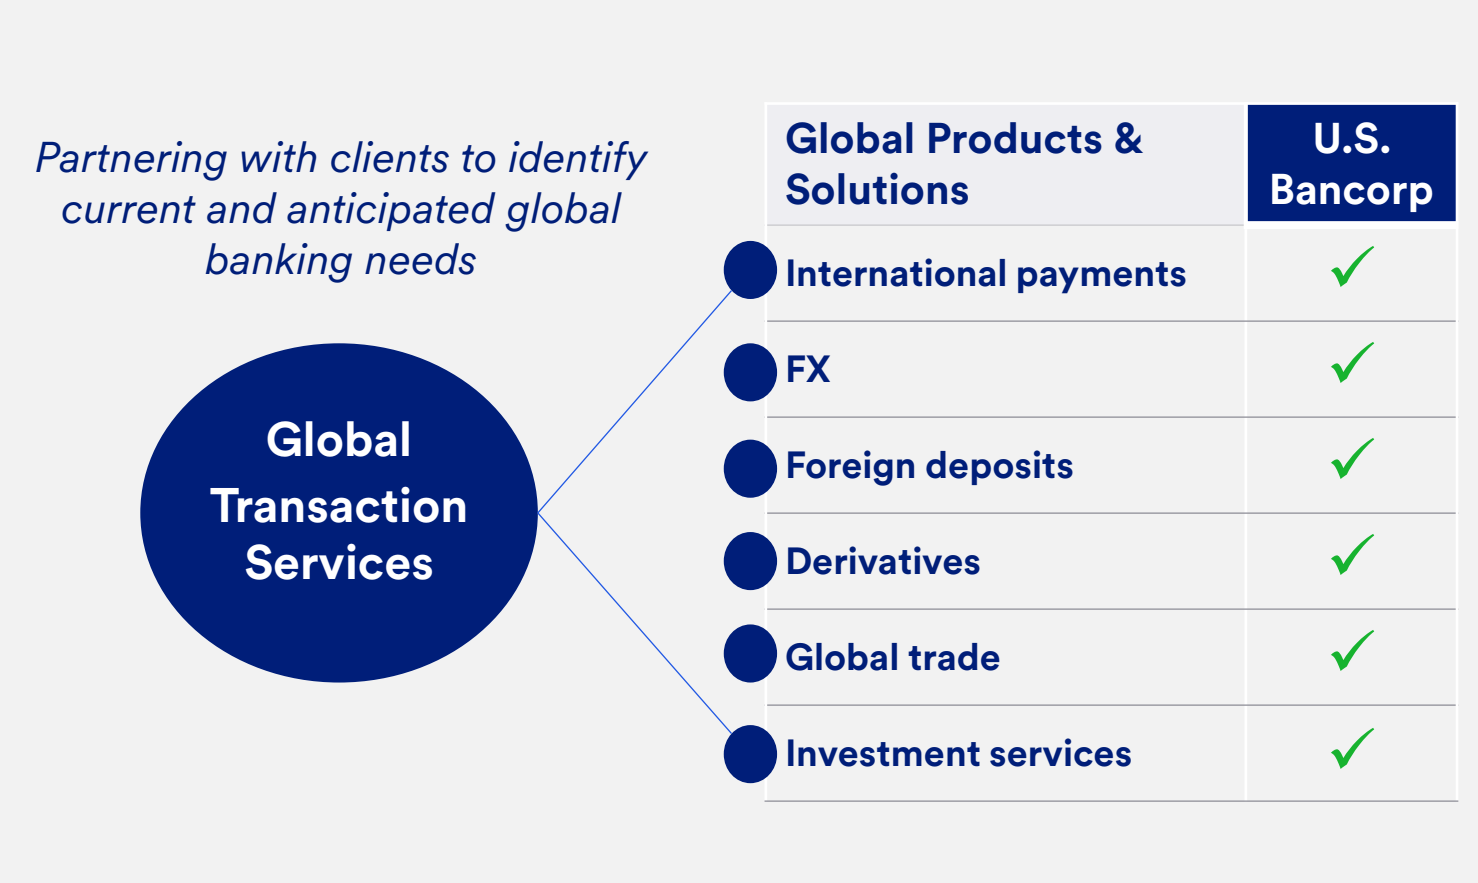 Partnering with clients to identify
current and anticipated global
banking needs
Global
Transaction
Services
Global Products &
Solutions
U.S.
Bancorp
International payments
FX
Foreign deposits
Derivatives
Global trade
Investment services